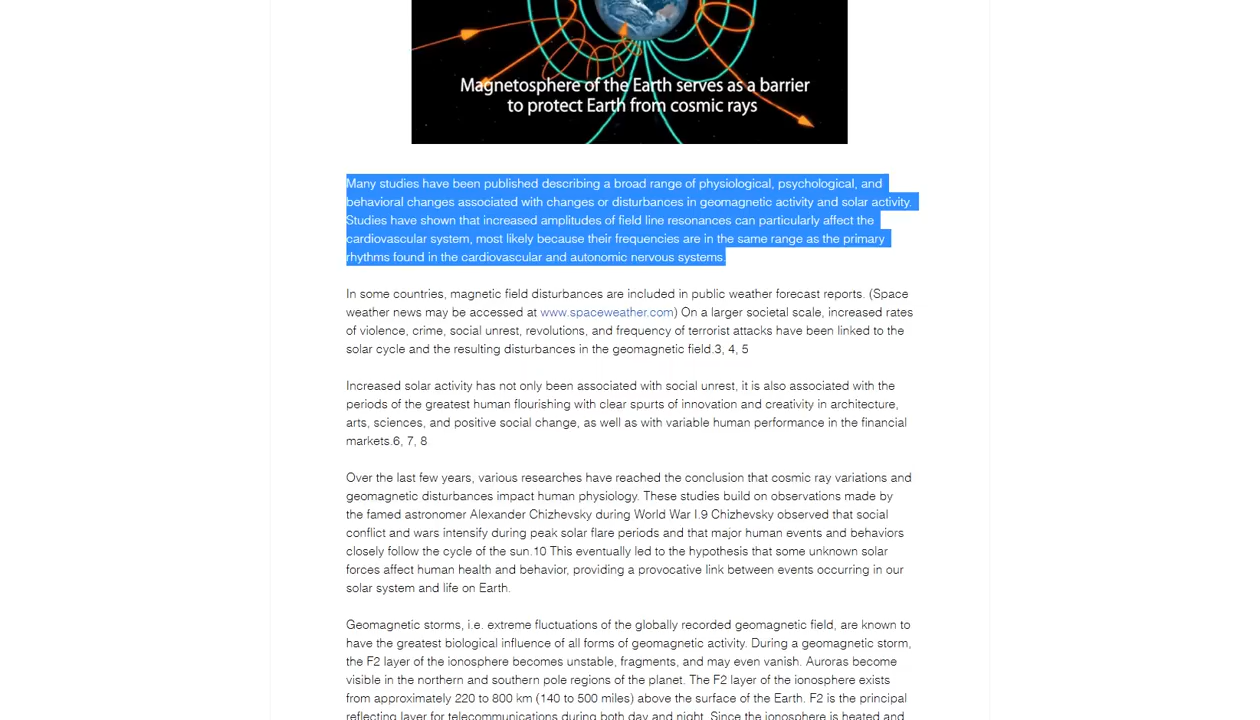 Magnetosphere of the Earth serves as a barrier
to protect Earth from cosmic rays
Many studies have been published describing a broad range of physiological, psychological, and
behavioral changes associated with changes or disturbances in geomagnetic activity and solar activity.
Studies have shown that increased amplitudes of field line resonances can particularly affect the
cardiovascular system, most likely because their frequencies are in the same range as the primary
rhythms found in the cardiovascular and autonomic nervous systems.
In some countries, magnetic field disturbances are included in public weather forecast reports. (Space
weather news may be accessed at www.spaceweather.com) On a larger societal scale, increased rates
of violence, crime, social unrest, revolutions, and frequency of terrorist attacks have been linked to the
solar cycle and the resulting disturbances in the geomagnetic field.3, 4, 5
Increased solar activity has not only been associated with social unrest, it is also associated with the
periods of the greatest human flourishing with clear spurts of innovation and creativity in architecture,
arts, sciences, and positive social change, as well as with variable human performance in the financial
markets.6, 7, 8
Over the last few years, various researches have reached the conclusion that cosmic ray variations and
geomagnetic disturbances impact human physiology. These studies build on observations made by
the famed astronomer Alexander Chizhevsky during World War I.9 Chizhevsky observed that social
conflict and wars intensify during peak solar flare periods and that major human events and behaviors
closely follow the cycle of the sun.10 This eventually led to the hypothesis that some unknown solar
forces affect human health and behavior, providing a provocative link between events occurring in our
solar system and life on Earth.
Geomagnetic storms, i.e. extreme fluctuations of the globally recorded geomagnetic field, are known to
have the greatest biological influence of all forms of geomagnetic activity. During a geomagnetic storm,
the F2 layer of the ionosphere becomes unstable, fragments, and may even vanish. Auroras become
visible in the northern and southern pole regions of the planet. The F2 layer of the ionosphere exists
from approximately 220 to 800 km (140 to 500 miles) above the surface of the Earth. F2 is the principal
reflecting layer for telecommunications during both day and night. Since the ionosphere is heated and